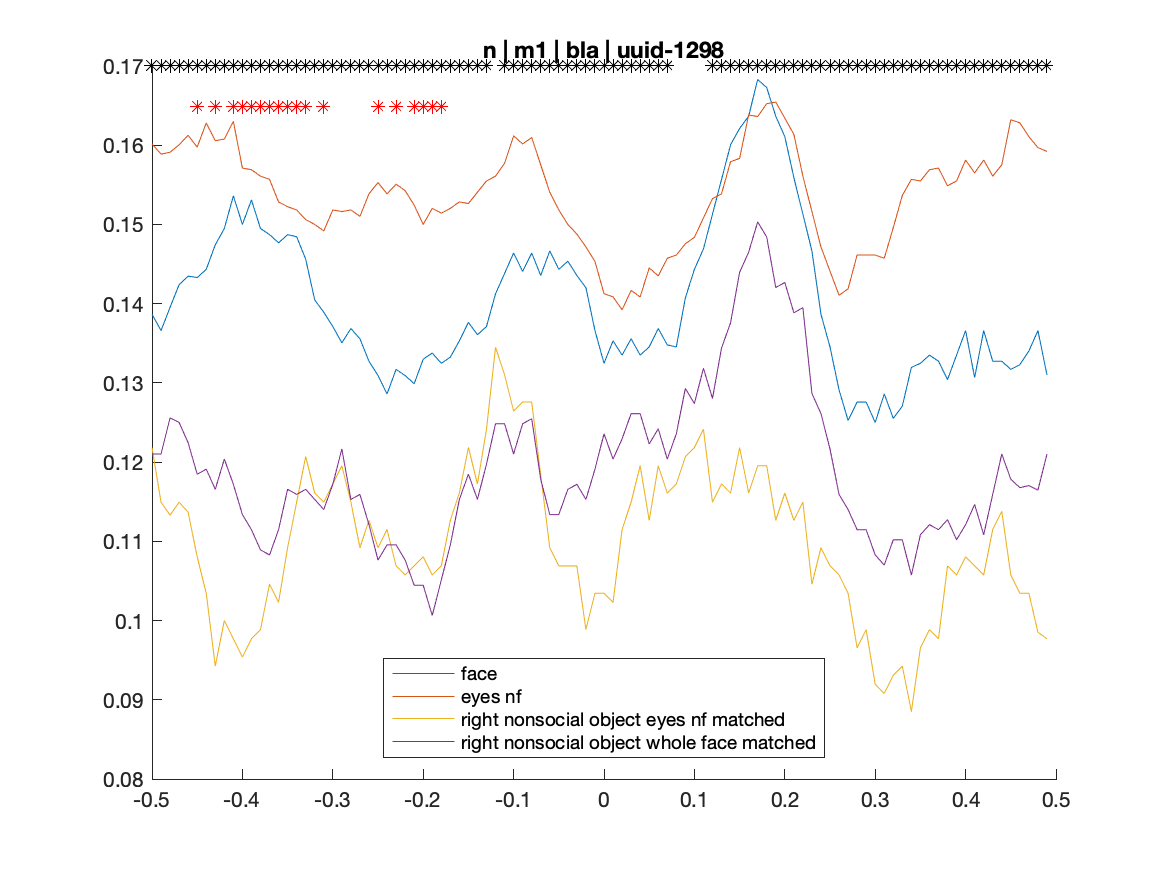 n | m1 | bla | uuid-1298
0.17
0.16
0.15
0.14
0.13
0.12
0.11
0.1
0.09
0.08
face
eyes nf
right nonsocial object eyes nf matched
right nonsocial object whole face matched
-0.5 -0.4 -0.3 -0.2 -0.1 0 0.1 0.2 0.3 0.4 0.5